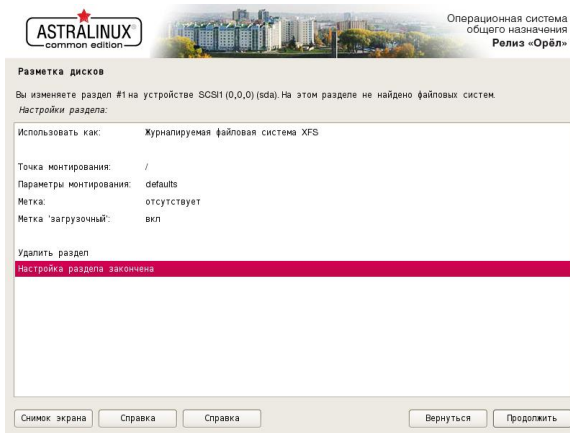 ASTRALINUX®
common edition
Операционная система
общего назначения
Релиз «Орёл»
Разметка дисков
Вы изменяете раздел #1 на устройстве SCSI1 (0,0,0) (sda). На этом разделе не найдено файловых систем.
Настройки раздела:
Использовать как: Журналируемая файловая система XFS
Точка монтирования: /
Параметры монтирования: defaults
Метка: отсутствует
Метка 'загрузочный': вкл
Удалить раздел
Настройка раздела закончена
Снимок экрана Справка Справка Вернуться Продолжить